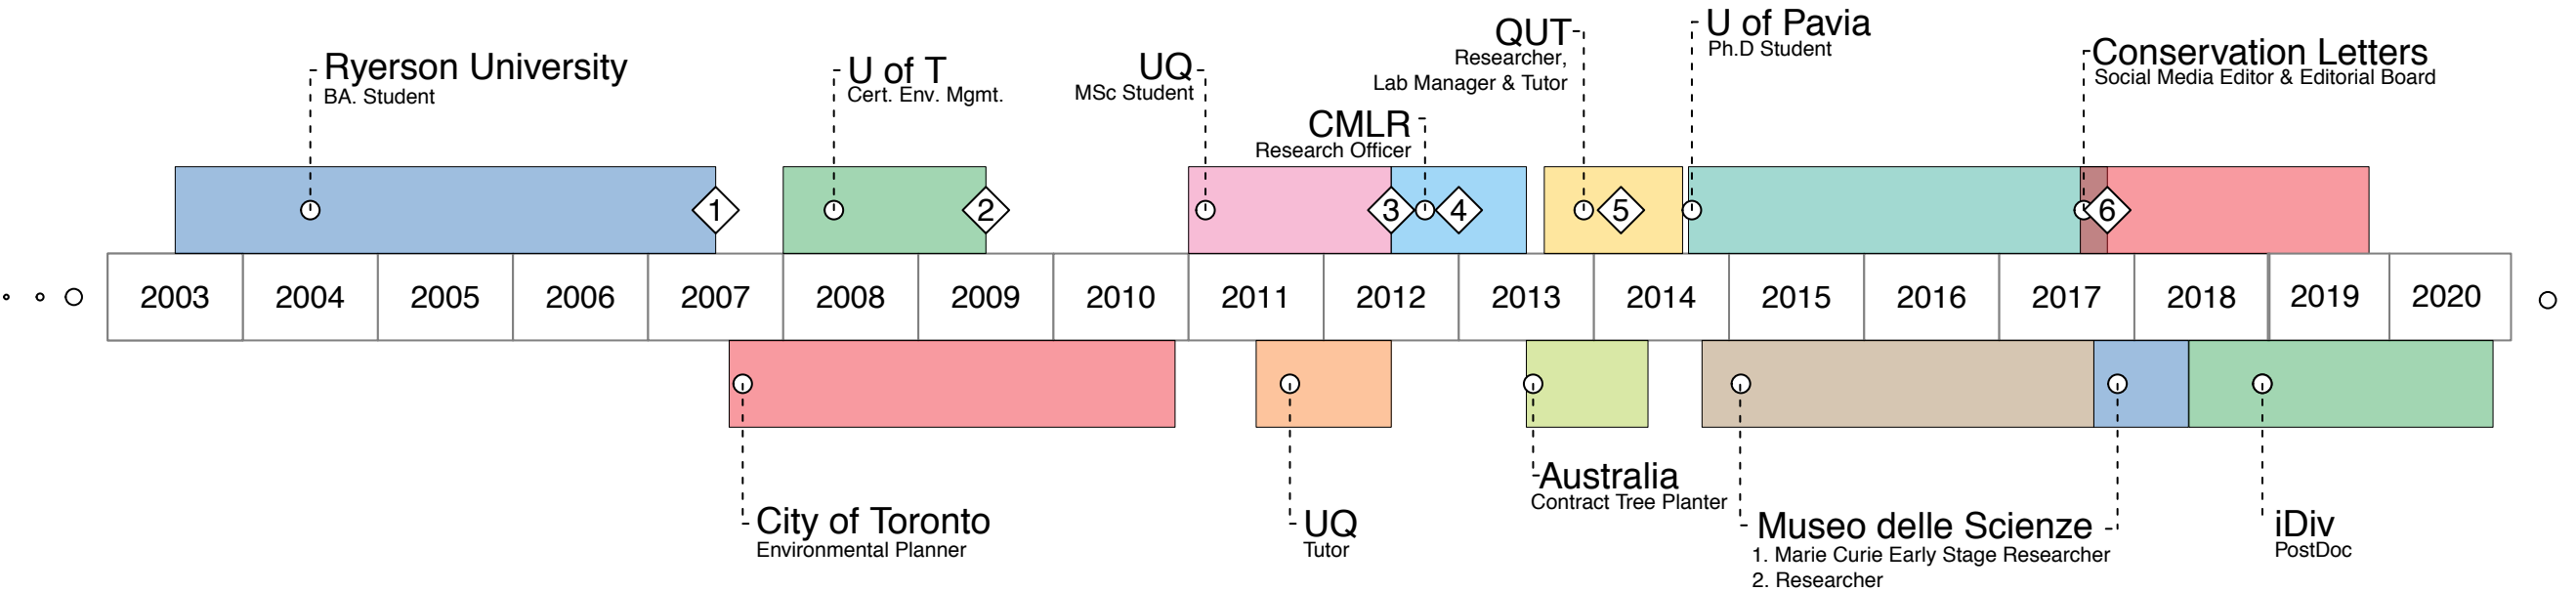 Ryerson University
BA. Student
U of T
Cert. Env. Mgmt.
UQ
MSc Student
CMLR
Research Officer
QUT
Researcher,
Lab Manager & Tutor
U of Pavia
Ph.D Student
Conservation Letters
Social Media Editor & Editorial Board
1
2
3
4
5
6
2003
2004
2005
2006
2007
2008
2009
2010
2011
2012
2013
2014
2015
2016
2017
2018
2019
2020
City of Toronto
Environmental Planner
UQ
Tutor
Australia
Contract Tree Planter
Museo delle Scienze
1. Marie Curie Early Stage Researcher
2. Researcher
iDiv
PostDoc